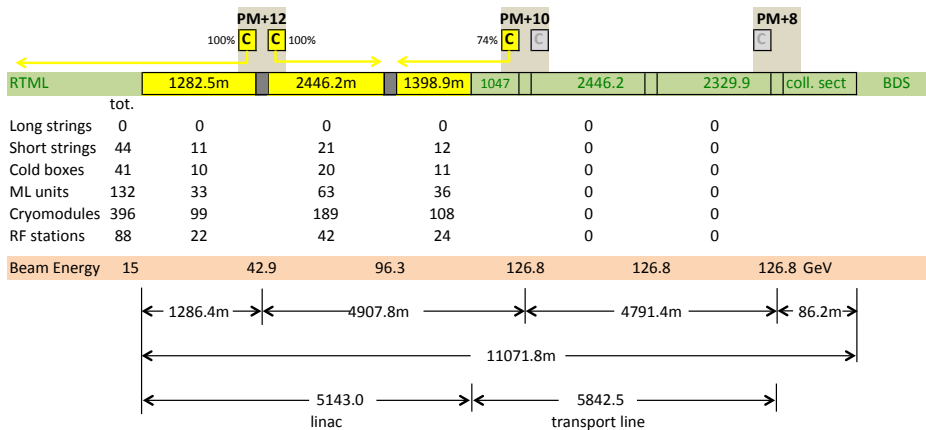 PM+12 PM+10 PM+8
100% C C 100% 74% C C C
RTML 1282.5m 2446.2m 1398.9m 1047 2446.2 2329.9 coll. sect BDS
tot.
Long strings 0 0 0 0 0 0
Short strings 44 11 21 12 0 0
Cold boxes 41 10 20 11 0 0
ML units 132 33 63 36 0 0
Cryomodules 396 99 189 108 0 0
RF stations 88 22 42 24 0 0
Beam Energy 15 42.9 96.3 126.8 126.8 126.8 GeV
1286.4m 4907.8m 4791.4m 86.2m
11071.8m
5143.0 5842.5
linac transport line